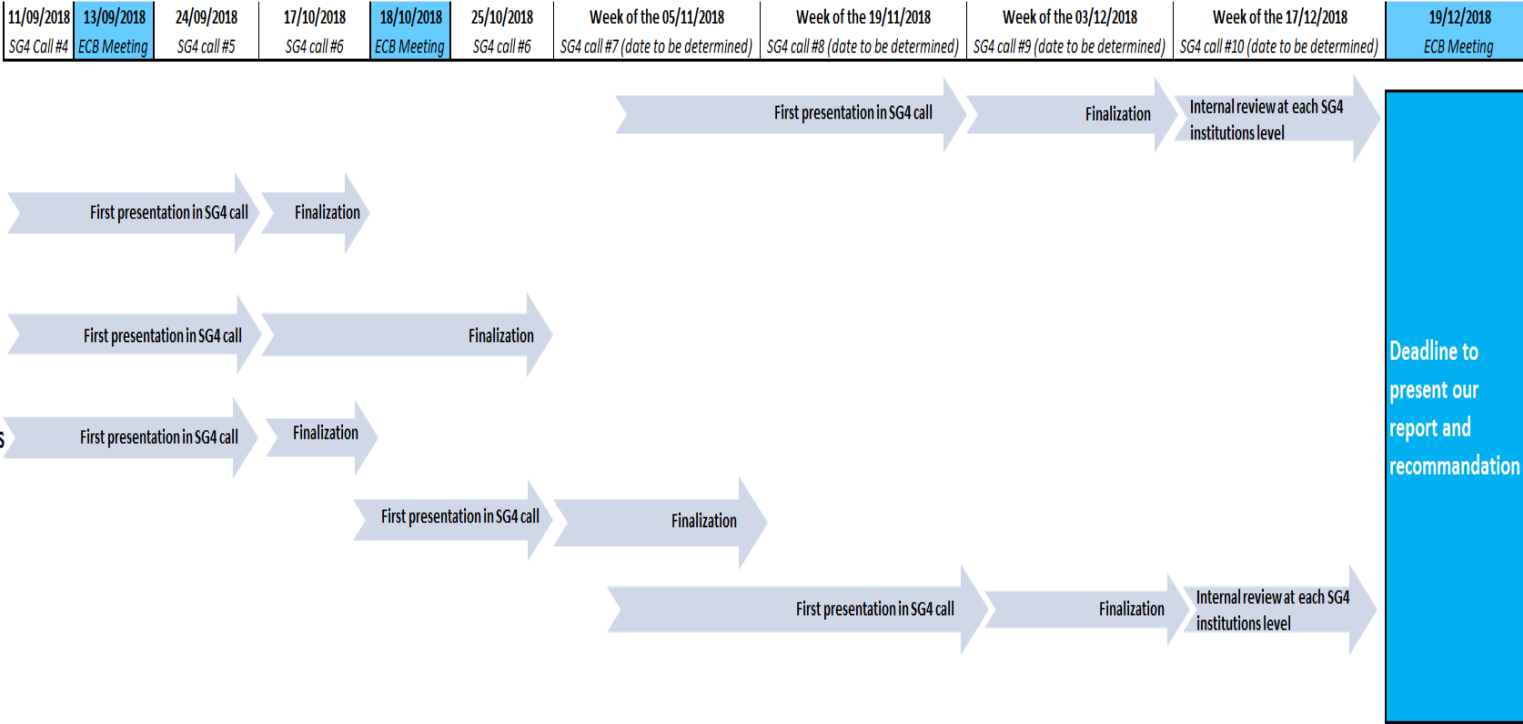 11/09/2018 13/09/2018 24/09/2018 17/10/2018 18/10/2018 25/10/2018 Week of the 05/11/2018 Week of the 19/11/2018 Week of the 03/12/2018 Week of the 17/12/2018 19/12/2018
SG4 Call #4 ECB Meeting SG4 call #5 SG4 call #6 ECB Meeting SG4 call #6 SG4 call #7 (date to be determined) SG4 call #8 (date to be determined) SG4 call #9 (date to be determined) SG4 call #10 (date to be determined) ECB Meeting
First presentation in SG4 call Finalization Internal review at each SG4
institutions level
First presentation in SG4 call Finalization
First presentation in SG4 call Finalization
Deadline to
present our
report and
recommandation
s First presentation in SG4 call Finalization
First presentation in SG4 call Finalization
First presentation in SG4 call Finalization Internal review at each SG4
institutions level